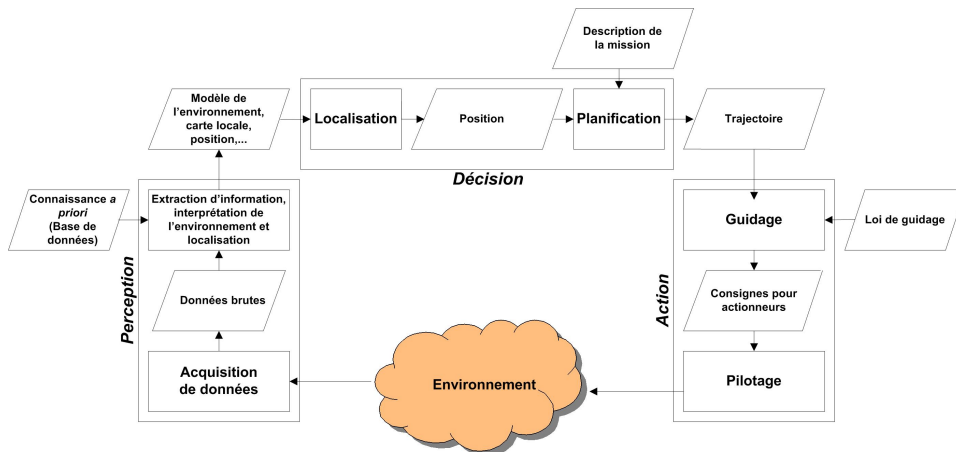 Description de
la mission
Modèle de
l'environnement,
carte locale,
position,...
Localisation
Position
Planification
Trajectoire
Décision
Connaissance a
priori
(Base de
données)
Extraction d'information,
interprétation de
l'environnement et
localisation
Guidage
Loi de guidage
Perception
Données brutes
Action
Consignes pour
actionneurs
Acquisition
de données
Environnement
Pilotage